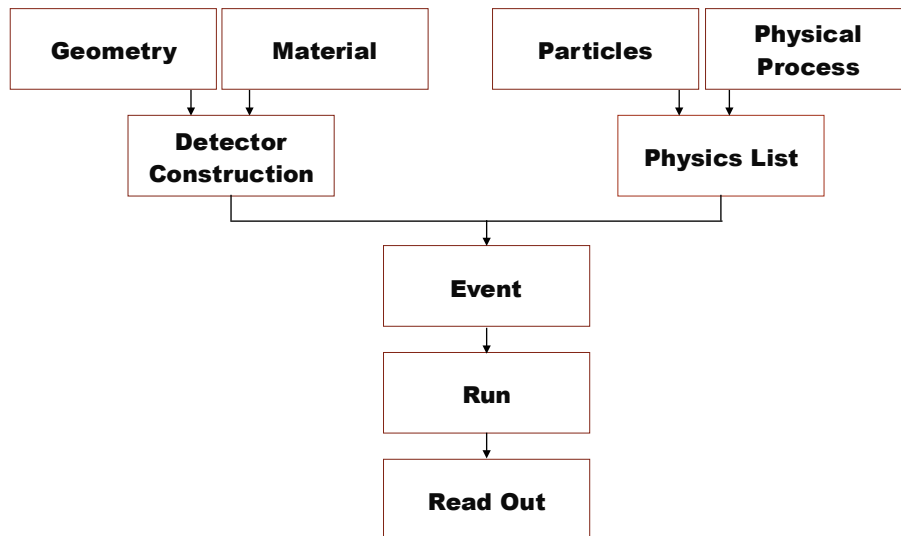 Geometry
Material
Particles
Physical
Process
Detector
Construction
Physics List
Event
Run
Read Out